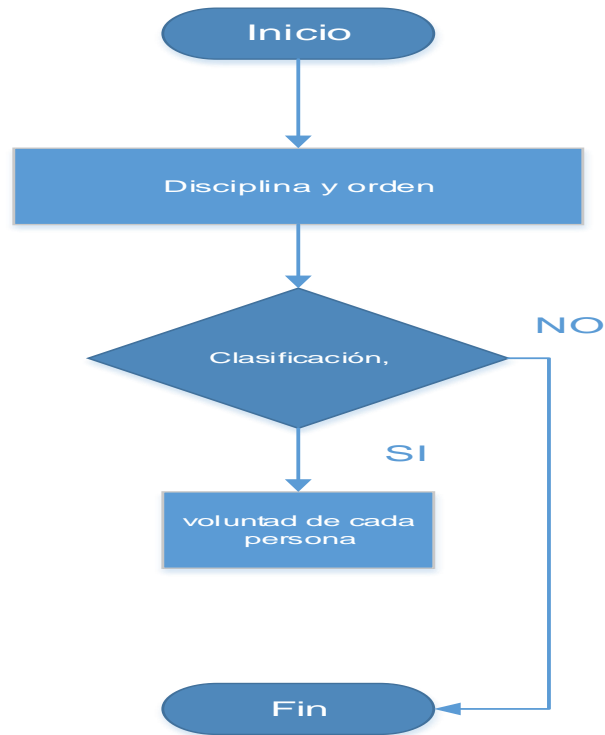 Inicio
Disciplina y orden
NO
Clasificación,
SI
voluntad de cada
persona
Fin